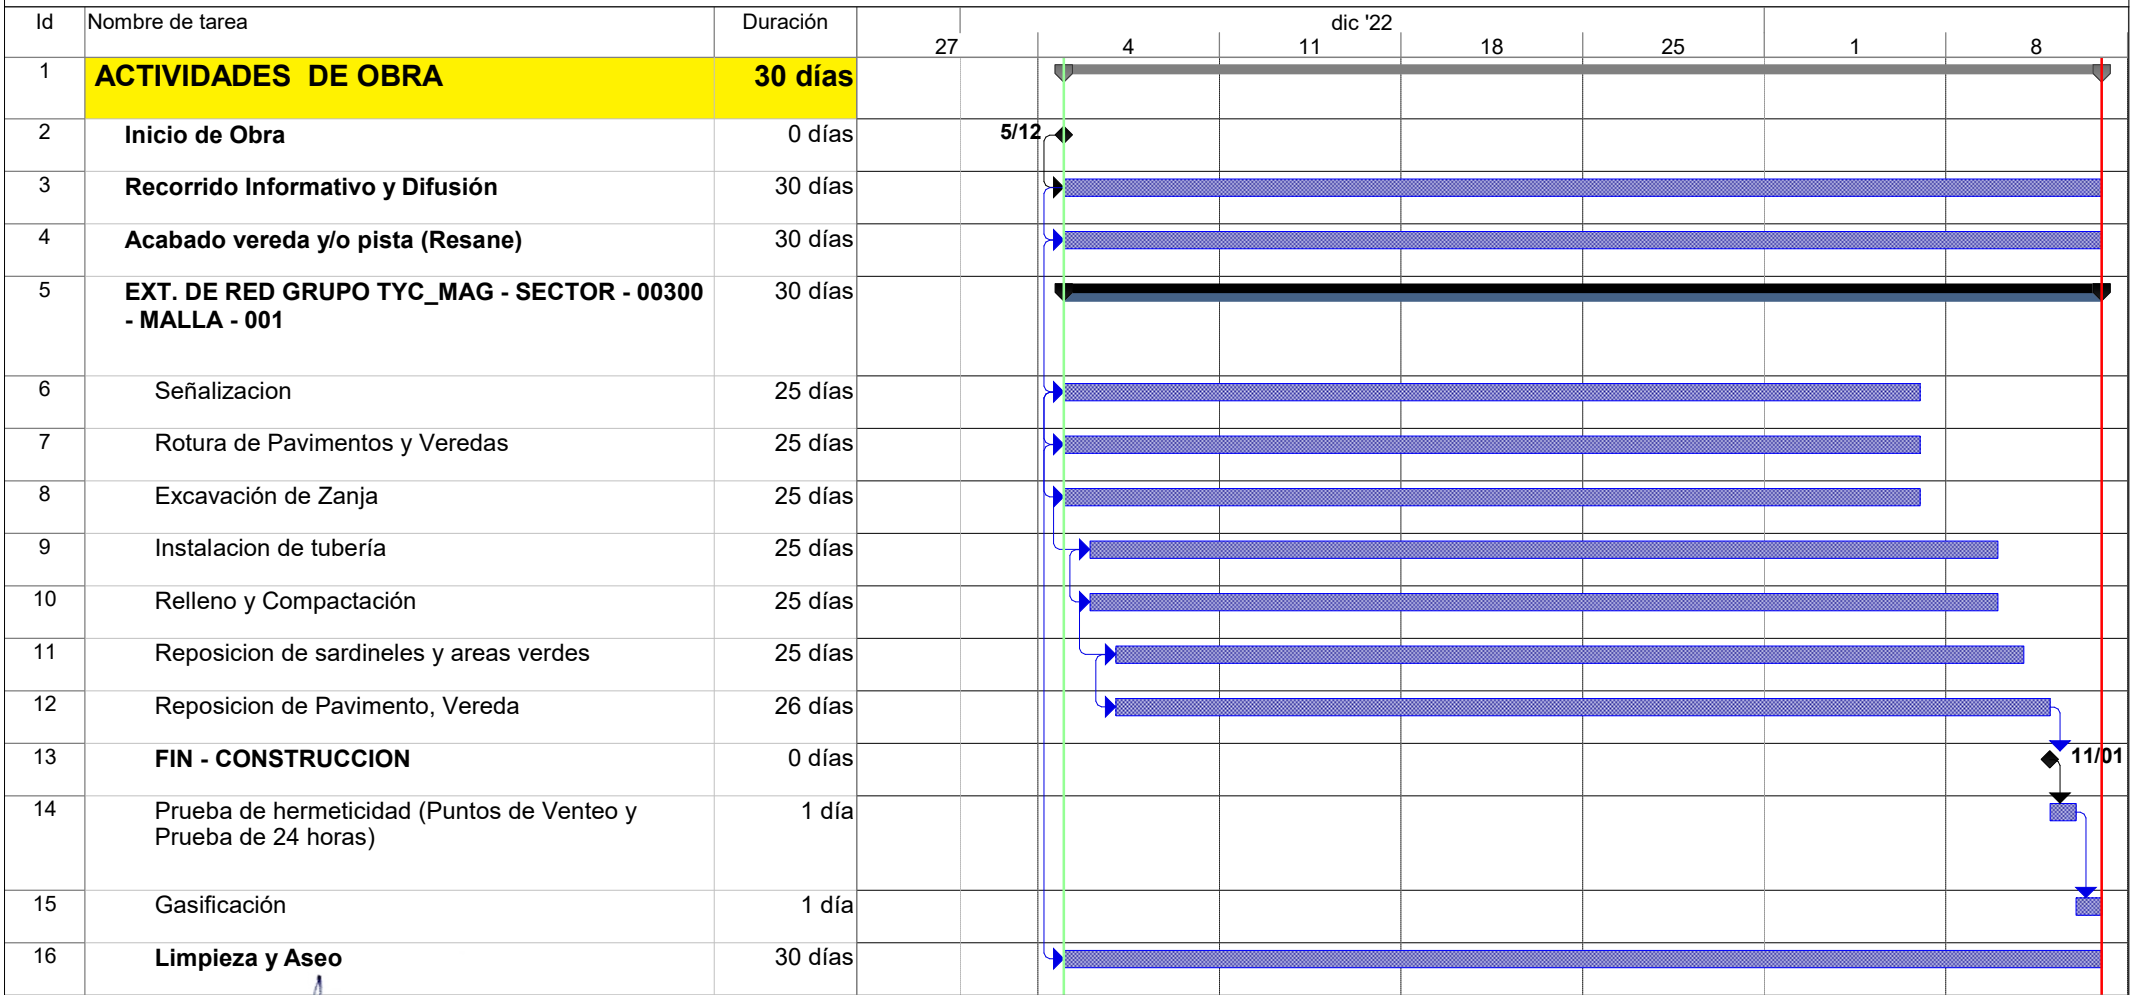 Id Nombre de tarea Duración dic '22
27 4 11 18 25 1 8
1 ACTIVIDADES DE OBRA 30 días
2 Inicio de Obra 0 días 5/12
3 Recorrido Informativo y Difusión 30 días
4 Acabado vereda y/o pista (Resane) 30 días
5 EXT. DE RED GRUPO TYC_MAG - SECTOR - 00300 30 días
- MALLA - 001
6 Señalizacion 25 días
7 Rotura de Pavimentos y Veredas 25 días
8 Excavación de Zanja 25 días
9 Instalacion de tubería 25 días
10 Relleno y Compactación 25 días
11 Reposicion de sardineles y areas verdes 25 días
12 Reposicion de Pavimento, Vereda 26 días
13 FIN - CONSTRUCCION 0 días 11/01
14 Prueba de hermeticidad (Puntos de Venteo y 1 día
Prueba de 24 horas)
15 Gasificación 1 día
16 Limpieza y Aseo 30 días